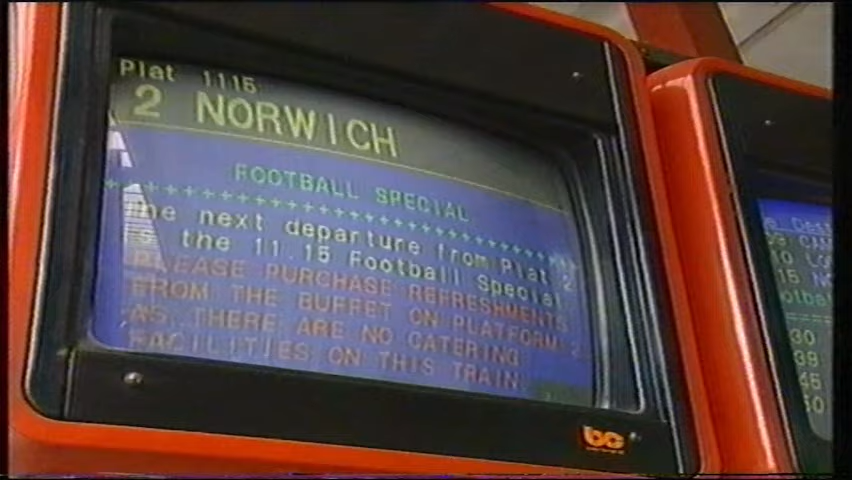 Plat 1115
2 NORWICH
FOOTBALL SPECIAL
++++++++++++++++++++++++++++++
The next departure from Plat 2
is the 11.15 Football Special
PLEASE PURCHASE REFRESHMENTS
FROM THE BUFFET ON PLATFORM 2
AS THERE ARE NO CATERING
FACILITIES ON THIS TRAIN.